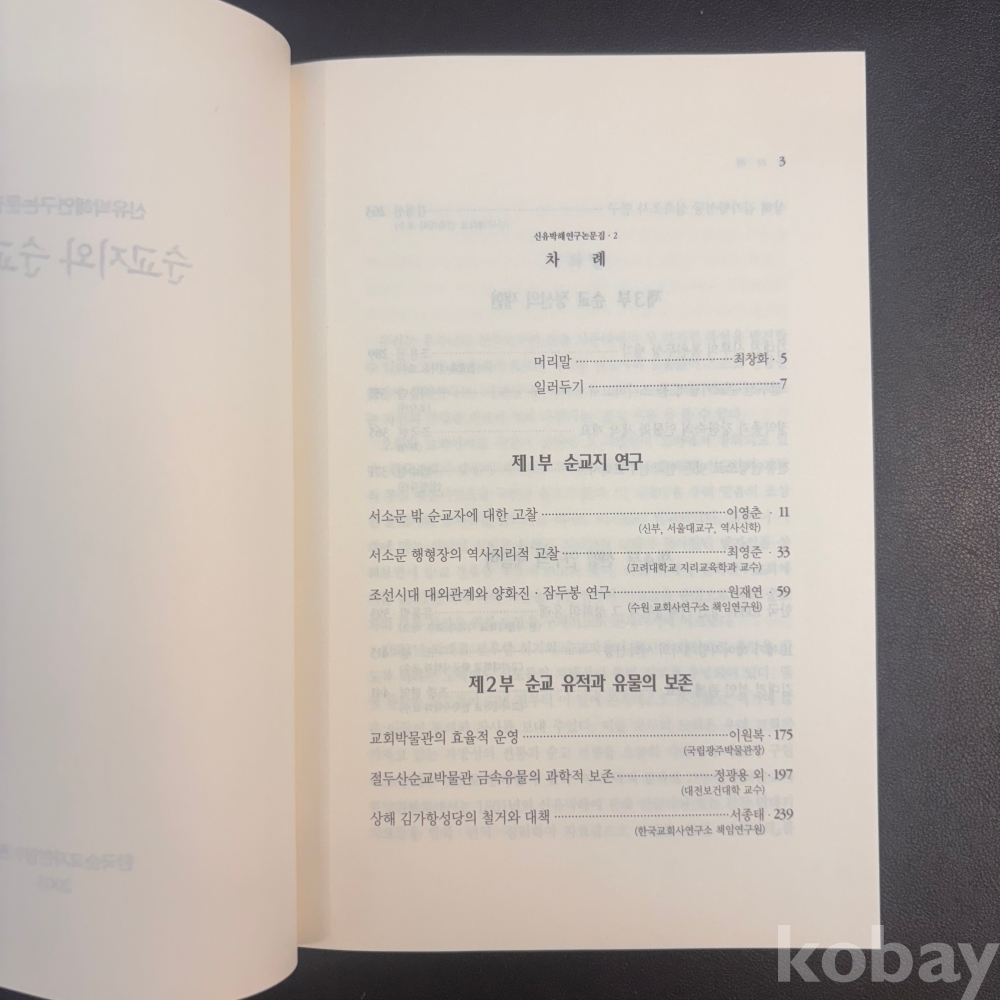 3
신유박해연구논문집 · 2
차 례
머리말 최창화 · 5
일러두기 7
제1부 순교지 연구
서소문 밖 순교자에 대한 고찰 이영춘 · 11
(신부, 서울대교구, 역사신학)
서소문 행형장의 역사지리적 고찰 최영준 · 33
(고려대학교 지리교육학과 교수)
조선시대 대외관계와 양화진 · 잠두봉 연구 원재연 · 59
(수원 교회사연구소 책임연구원)
제2부 순교 유적과 유물의 보존
교회박물관의 효율적 운영 이원복 · 175
(국립광주박물관장)
절두산순교박물관 금속유물의 과학적 보존 정광용 외 · 197
(대전보건대학 교수)
상해 김가항성당의 철거와 대책 서종태 · 239
(한국교회사연구소 책임연구원)
kobay